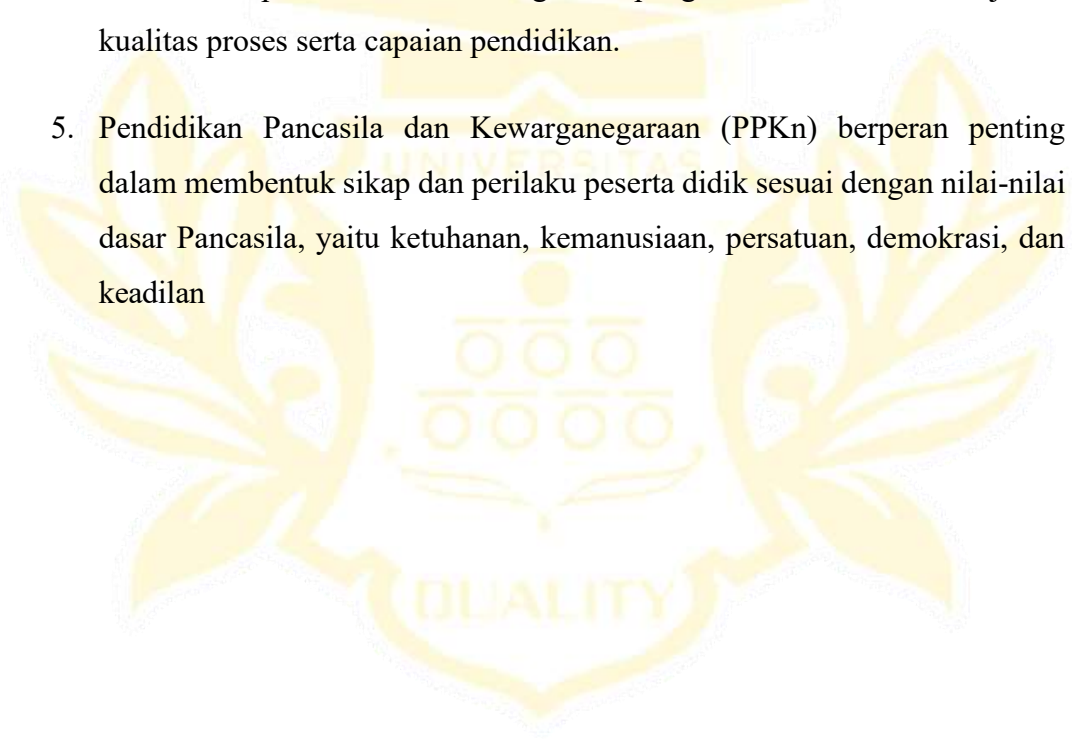 kualitas proses serta capaian pendidikan.
5. Pendidikan Pancasila dan Kewarganegaraan (PPKn) berperan penting
UNIVERSITAS
dalam membentuk sikap dan perilaku peserta didik sesuai dengan nilai-nilai
dasar Pancasila, yaitu ketuhanan, kemanusiaan, persatuan, demokrasi, dan
keadilan
QUALITY